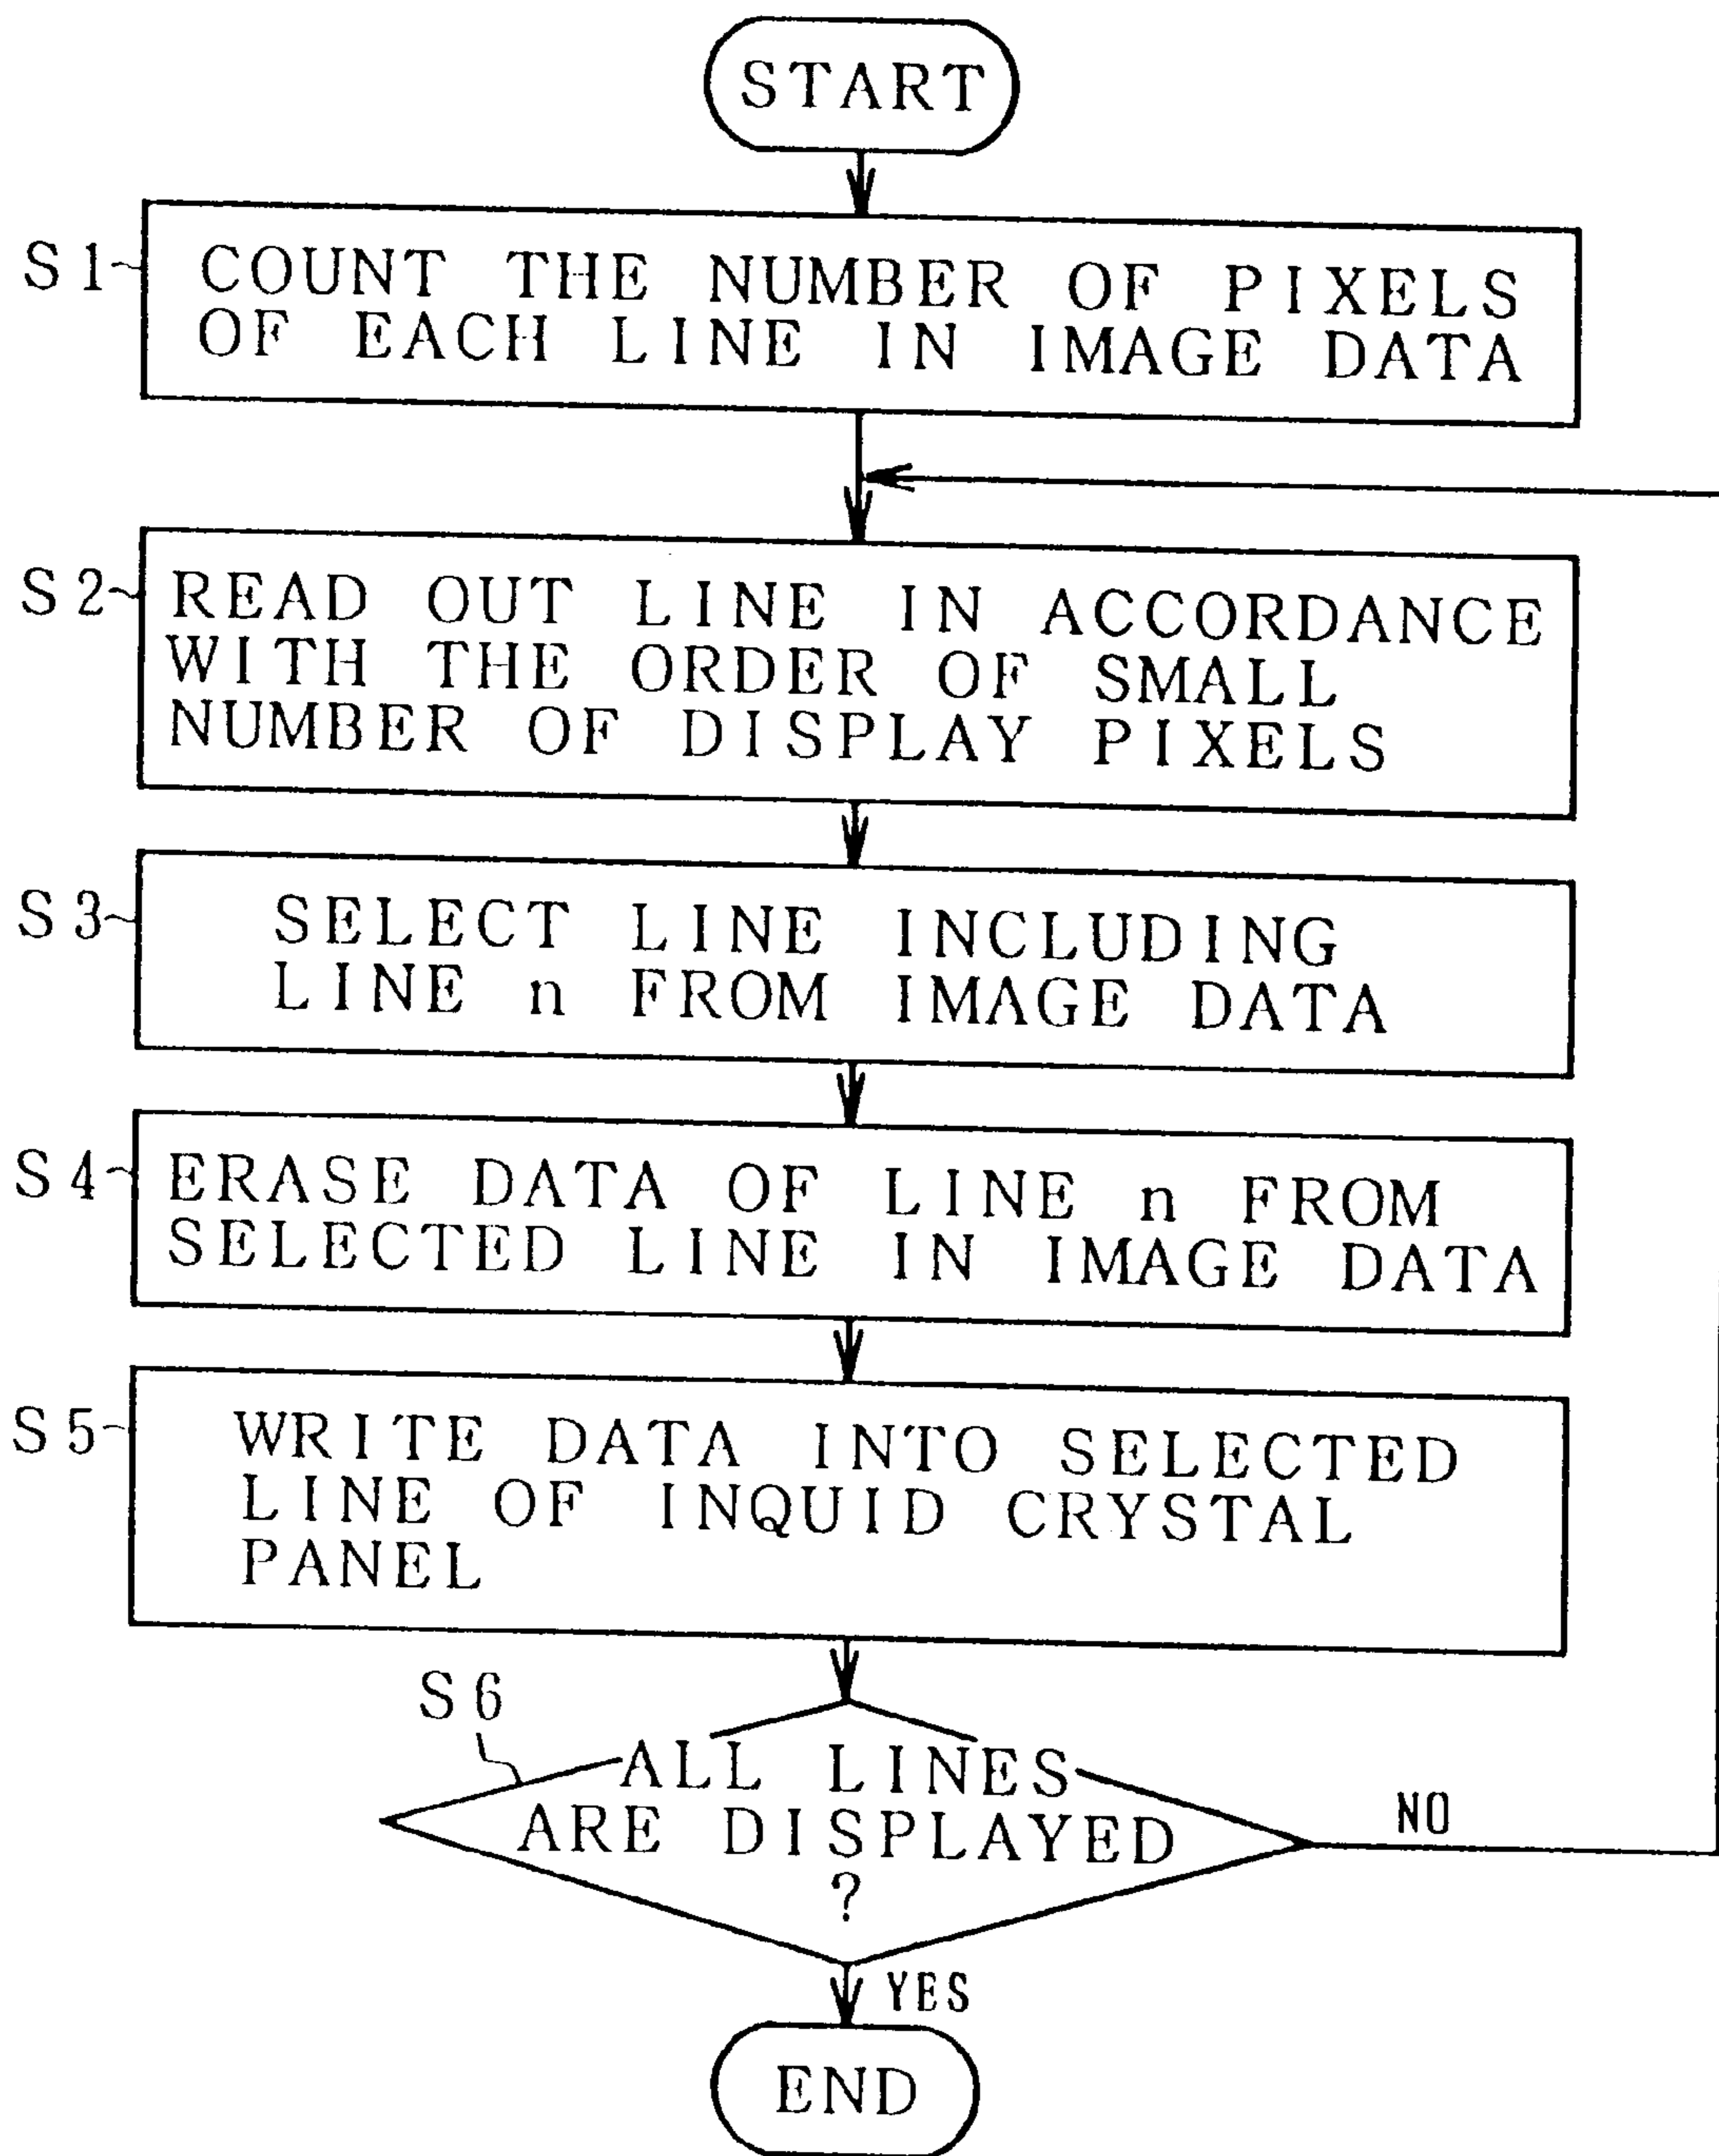 START
S1
COUNT THE NUMBER OF PIXELS
OF EACH LINE IN IMAGE DATA
S2
READ OUT LINE IN ACCORDANCE
WITH THE ORDER OF SMALL
NUMBER OF DISPLAY PIXELS
S3
SELECT LINE INCLUDING
LINE n FROM IMAGE DATA
S4
ERASE DATA OF LINE n FROM
SELECTED LINE IN IMAGE DATA
S5
WRITE DATA INTO SELECTED
LINE OF INQUID CRYSTAL
PANEL
S6
ALL LINES
ARE DISPLAYED
?
NO
YES
END